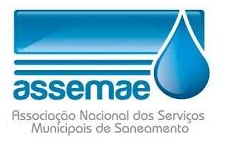 assemae
Associação Nacional dos Serviços
Municipais de Saneamento